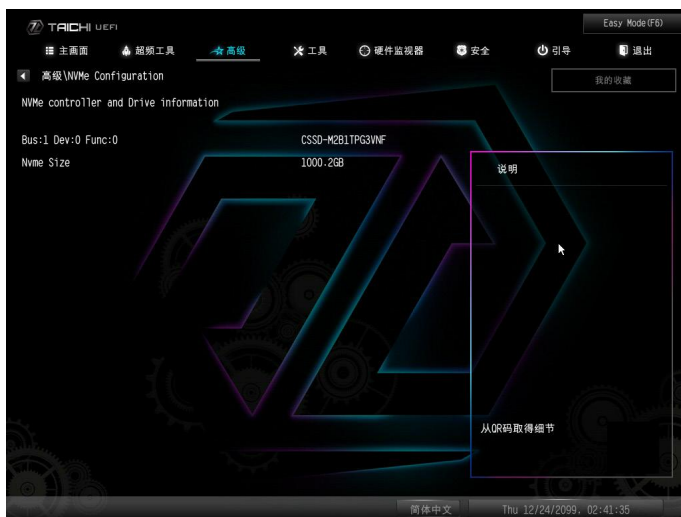 TAICHI UEFI
Easy Mode(F6)
主画面 超频工具 高级 工具 硬件监视器 安全 引导 退出
高级\NVMe Configuration
我的收藏
NVMe controller and Drive information
Bus:1 Dev:0 Func:0 CSSD-M2B1TPG3VNF
Nvme Size 1000.2GB
说明
从QR码取得细节
简体中文 Thu 12/24/2099. 02:41:35